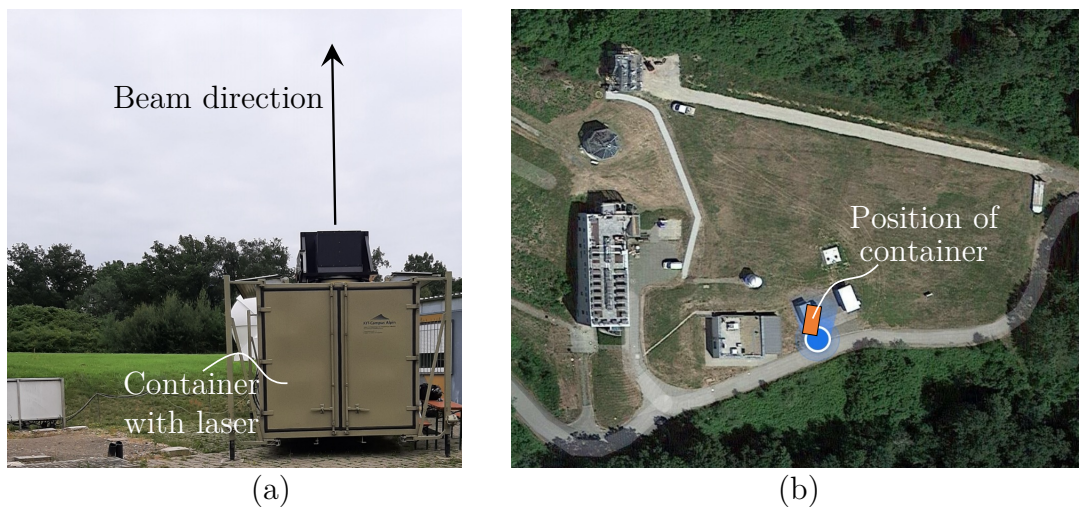 Beam direction
Container
with laser
(a)
Position of
container
(b)